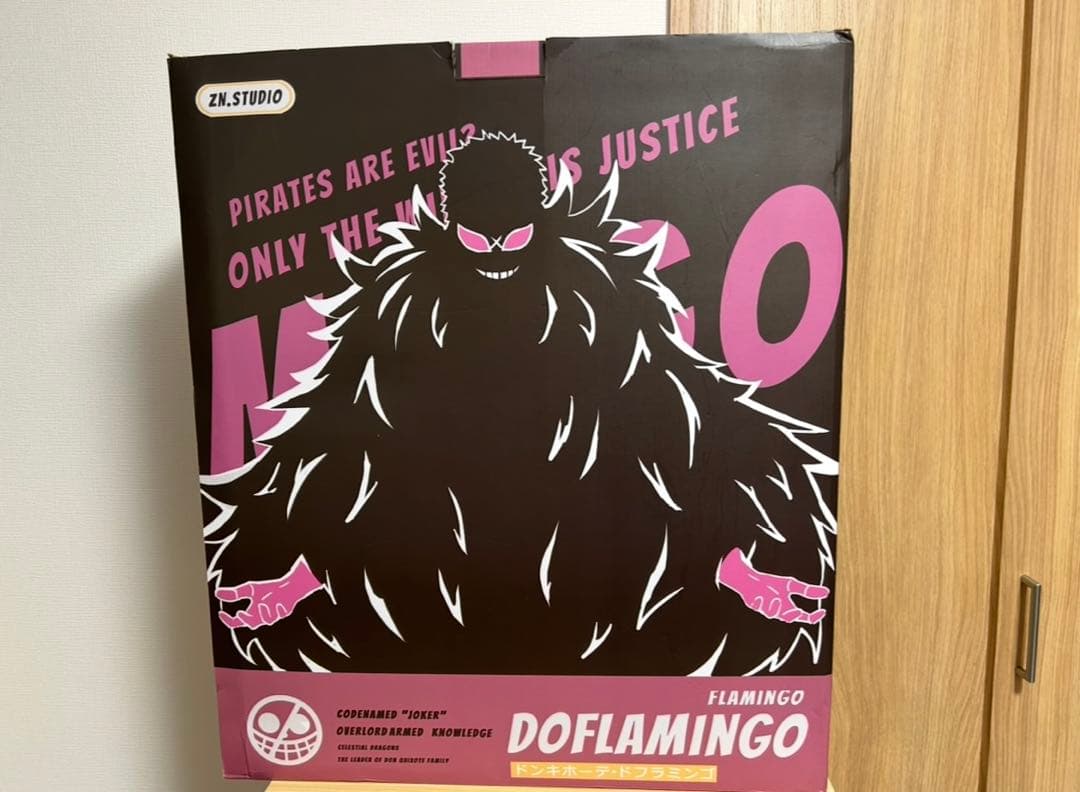 ZN.STUDIO
PIRATES ARE EVIL?
IS JUSTICE
ONLY THE
M GO
FLAMINGO
DOFLAMINGO
ドンキホーテ・ドフラミンゴ
CODENAMED "JOKER"
OVERLORD ARMED KNOWLEDGE
CELESTIAL DRAGONS
THE LEADER OF DON QUIXOTE FAMILY